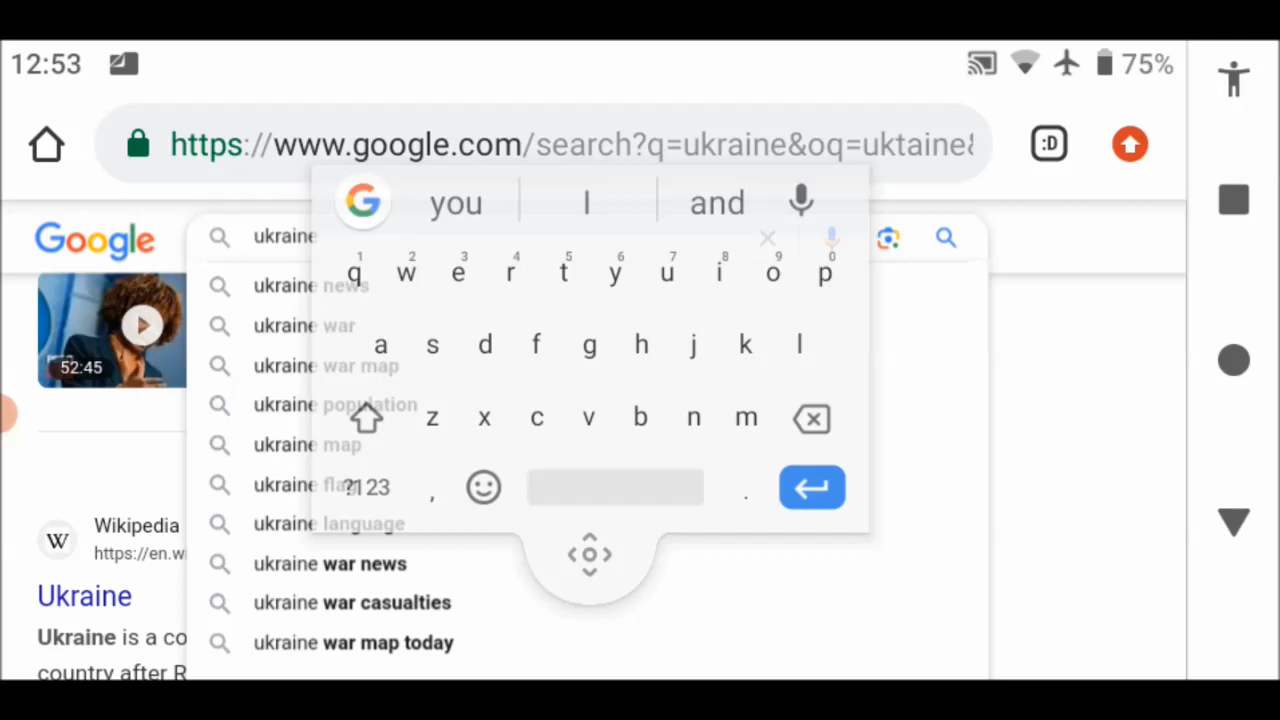 12:53
75%
https://www.google.com/search?q=ukraine&oq=uktaine&
:D
G you I and
Google
ukraine
1 2 3 4 5 6 7 8 9 0
q w e r t y u i o p
ukraine news
ukraine war
a s d f g h j k l
52:45
ukraine war map
ukraine population
z x c v b n m
ukraine map
ukraine flag
?123 , .
ukraine language
W Wikipedia
https://en.w
ukraine war news
Ukraine
ukraine war casualties
Ukraine is a co
ukraine war map today
country after R